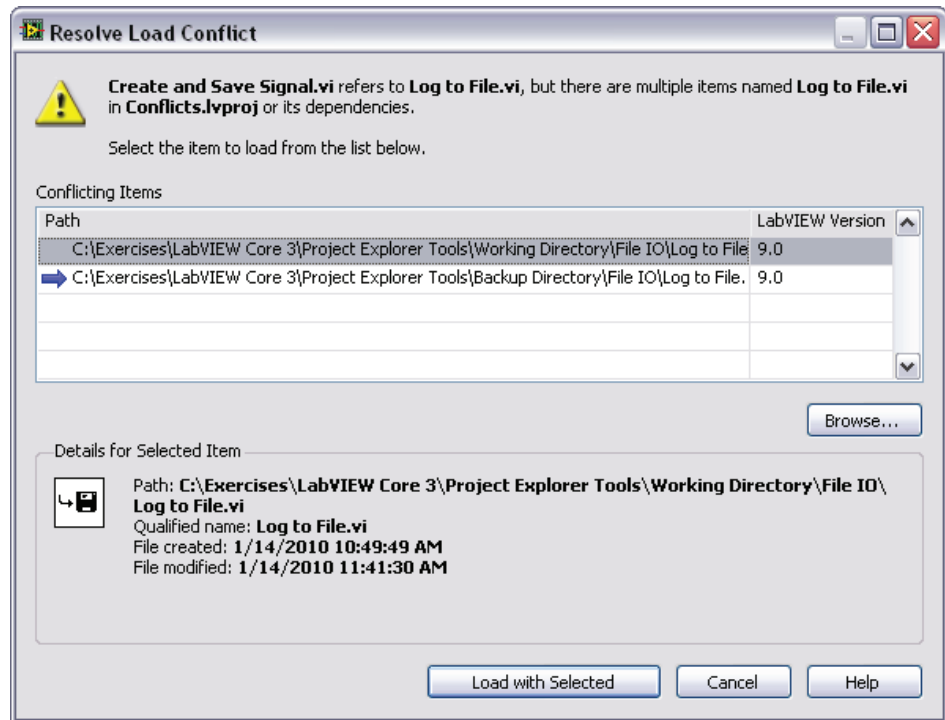 Resolve Load Conflict
Create and Save Signal.vi refers to Log to File.vi, but there are multiple items named Log to File.vi
in Conflicts.lvproj or its dependencies.
Select the item to load from the list below.
Conflicting Items
Path LabVIEW Version
C:\Exercises\LabVIEW Core 3\Project Explorer Tools\Working Directory\File IO\Log to File 9.0
C:\Exercises\LabVIEW Core 3\Project Explorer Tools\Backup Directory\File IO\Log to File. 9.0
Browse...
Details for Selected Item
Path: C:\Exercises\LabVIEW Core 3\Project Explorer Tools\Working Directory\File IO\
Log to File.vi
Qualified name: Log to File.vi
File created: 1/14/2010 10:49:49 AM
File modified: 1/14/2010 11:41:30 AM
Load with Selected
Cancel
Help